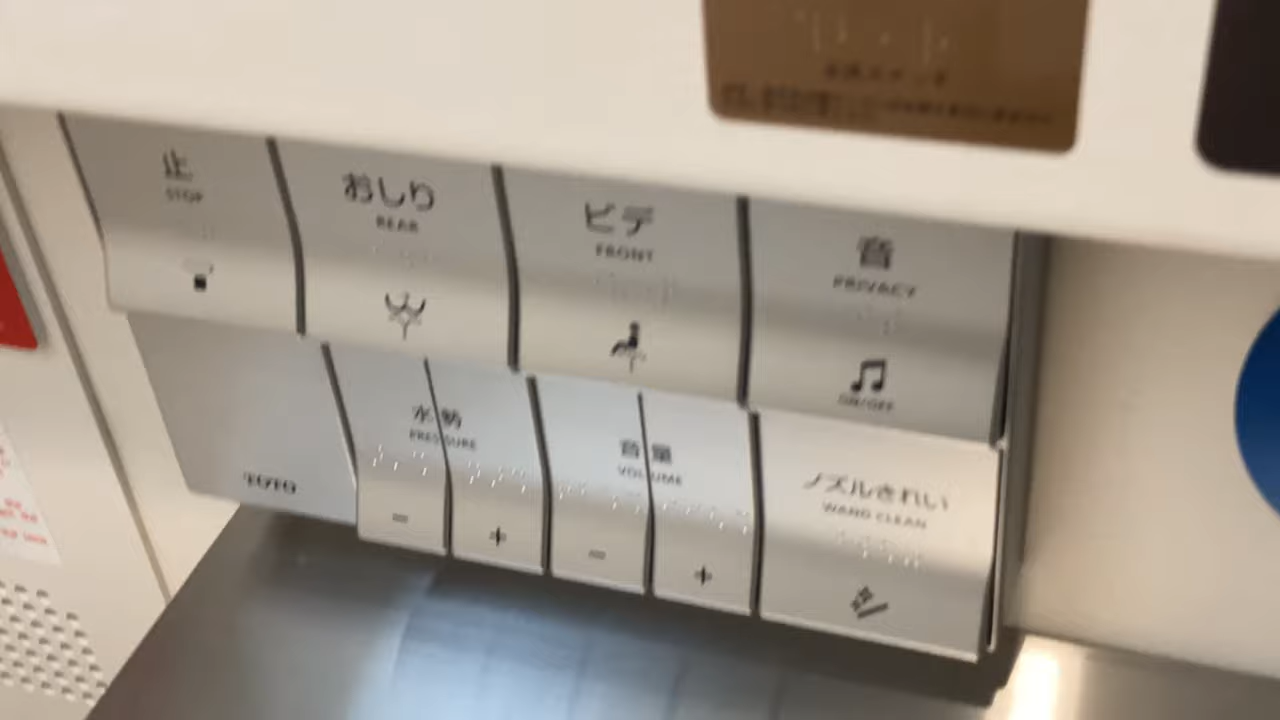 止
STOP
おしり
REAR
ビデ
FRONT
音
PRIVACY
ON/OFF
水勢
PRESSURE
-
+
音量
VOLUME
-
+
ノズルきれい
WAND CLEAN
TOTO